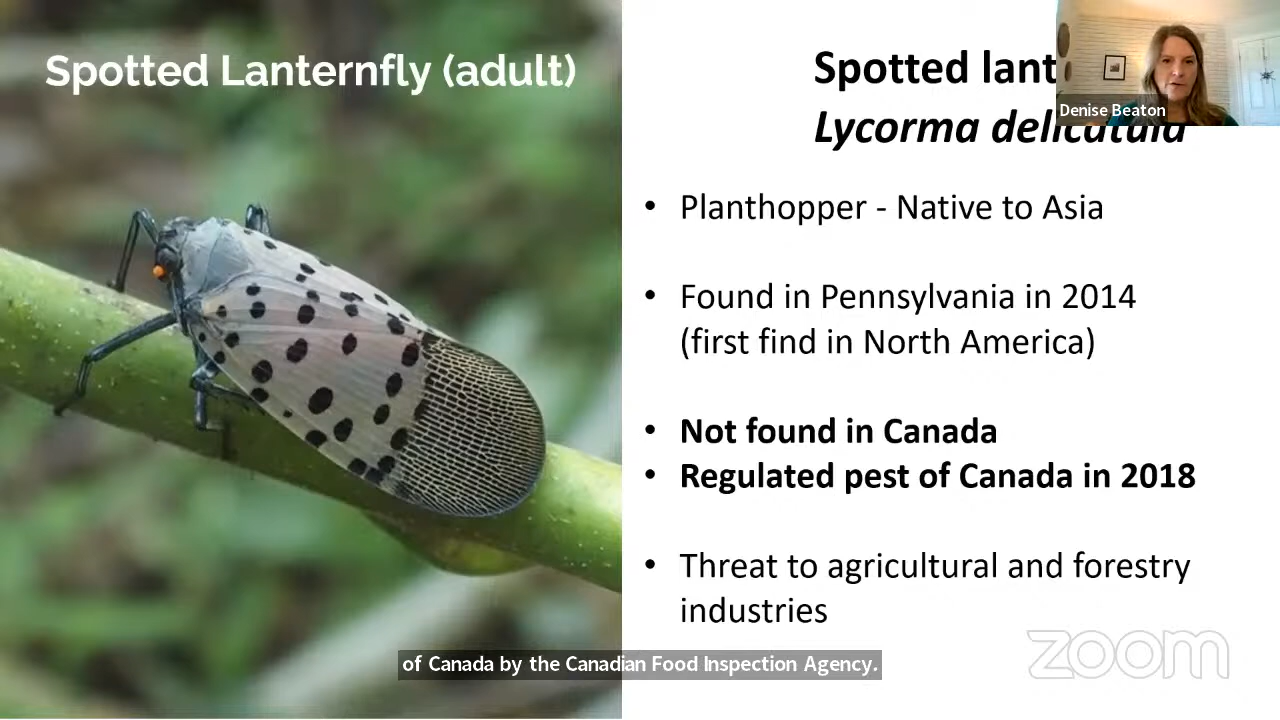 Spotted Lanternfly (adult)
Spotted lant
Lycorma delicatula
Denise Beaton
• Planthopper - Native to Asia
• Found in Pennsylvania in 2014
(first find in North America)
• Not found in Canada
• Regulated pest of Canada in 2018
• Threat to agricultural and forestry
industries
of Canada by the Canadian Food Inspection Agency.
zoom